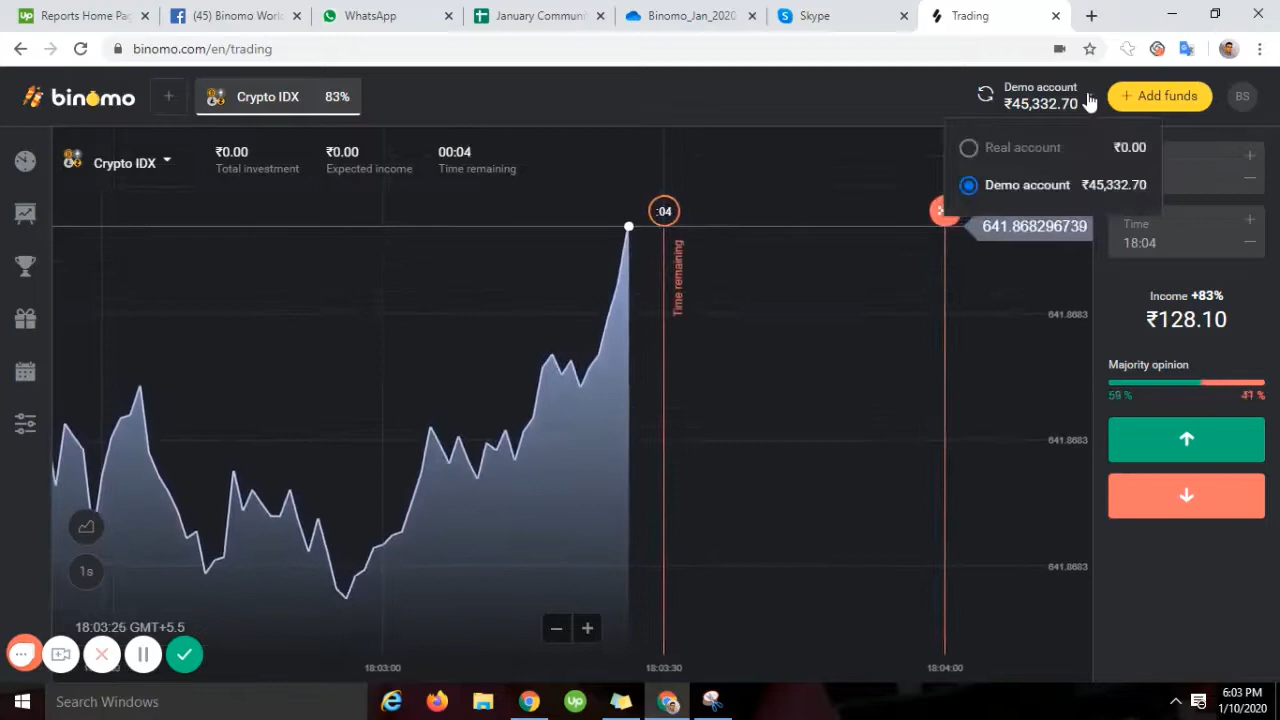 Reports Home Pag
(45) Binomo Worl
WhatsApp
January Commun
Binomo_Jan_2020
Skype
Trading
binomo.com/en/trading
binomo
Crypto IDX 83%
Demo account
₹45,332.70
+ Add funds
BS
Real account ₹0.00
Demo account ₹45,332.70
Crypto IDX
₹0.00
Total investment
₹0.00
Expected income
00:04
Time remaining
:04
Time remaining
641.868296739
641.8683
641.8683
641.8683
Time
18:04
Income +83%
₹128.10
Majority opinion
59 %
41 %
1s
18:03:25 GMT+5.5
18:03:00
18:03:30
18:04:00
Search Windows
6:03 PM
1/10/2020